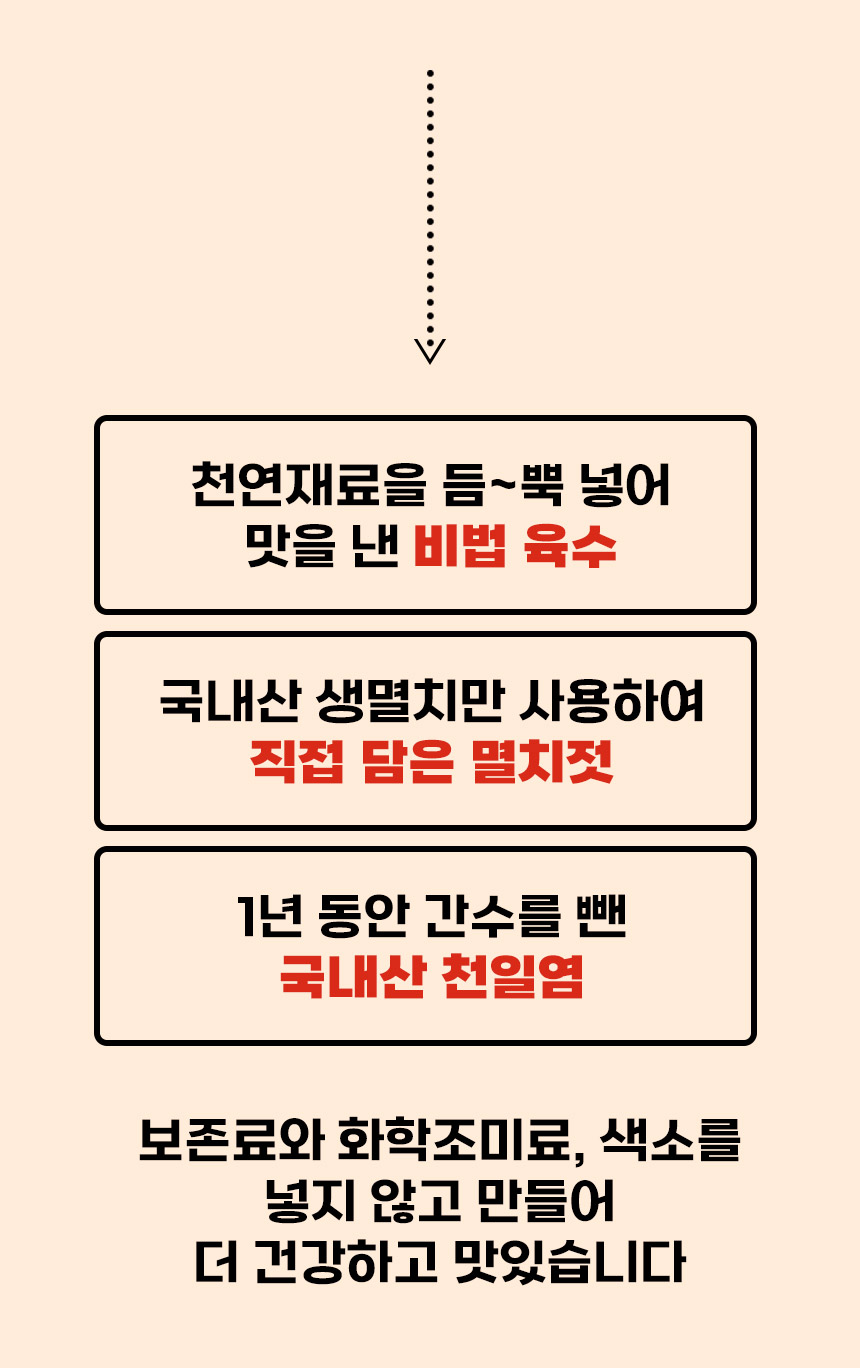 천연재료을 듬~뿍 넣어
맛을 낸 비법 육수
국내산 생멸치만 사용하여
직접 담은 멸치젓
1년 동안 간수를 뺀
국내산 천일염
보존료와 화학조미료, 색소를
넣지 않고 만들어
더 건강하고 맛있습니다